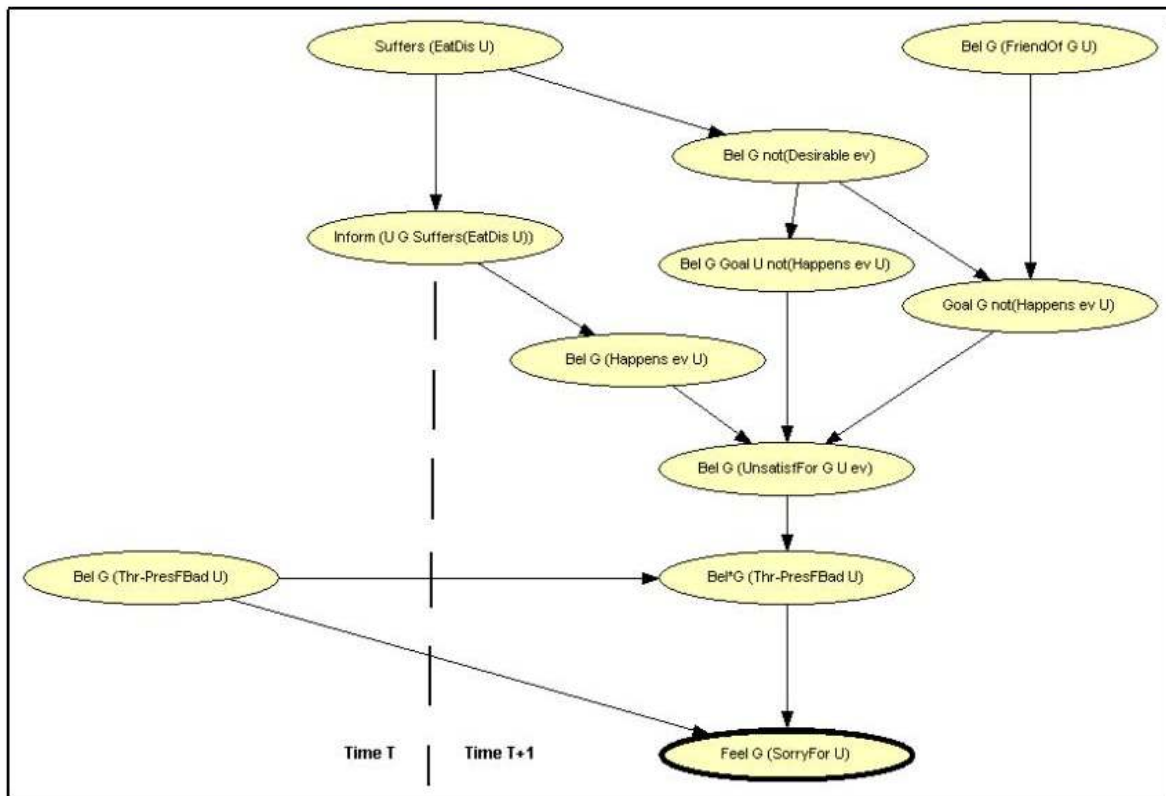 Suffers (EatDis U)
Bel G (FriendOf G U)
Bel G not(Desirable ev)
Inform (U G Suffers(EatDis U))
Bel G Goal U not(Happens ev U)
Goal G not(Happens ev U)
Bel G (Happens ev U)
Bel G (UnsatisfFor G U ev)
Bel G (Thr-PresFBad U)
Bel*G (Thr-PresFBad U)
Time T
Time T+1
Feel G (SorryFor U)